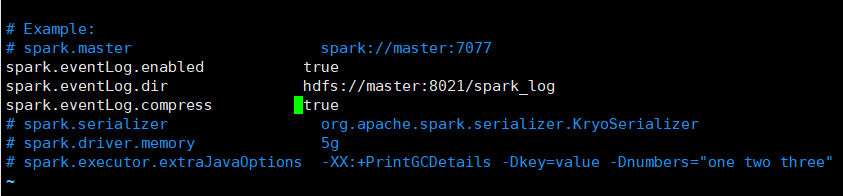 # Example:
# spark.master                     spark://master:7077
spark.eventLog.enabled           true
spark.eventLog.dir               hdfs://master:8021/spark_log
spark.eventLog.compress          true
# spark.serializer                 org.apache.spark.serializer.KryoSerializer
# spark.driver.memory              5g
# spark.executor.extraJavaOptions  -XX:+PrintGCDetails -Dkey=value -Dnumbers="one two three"
~